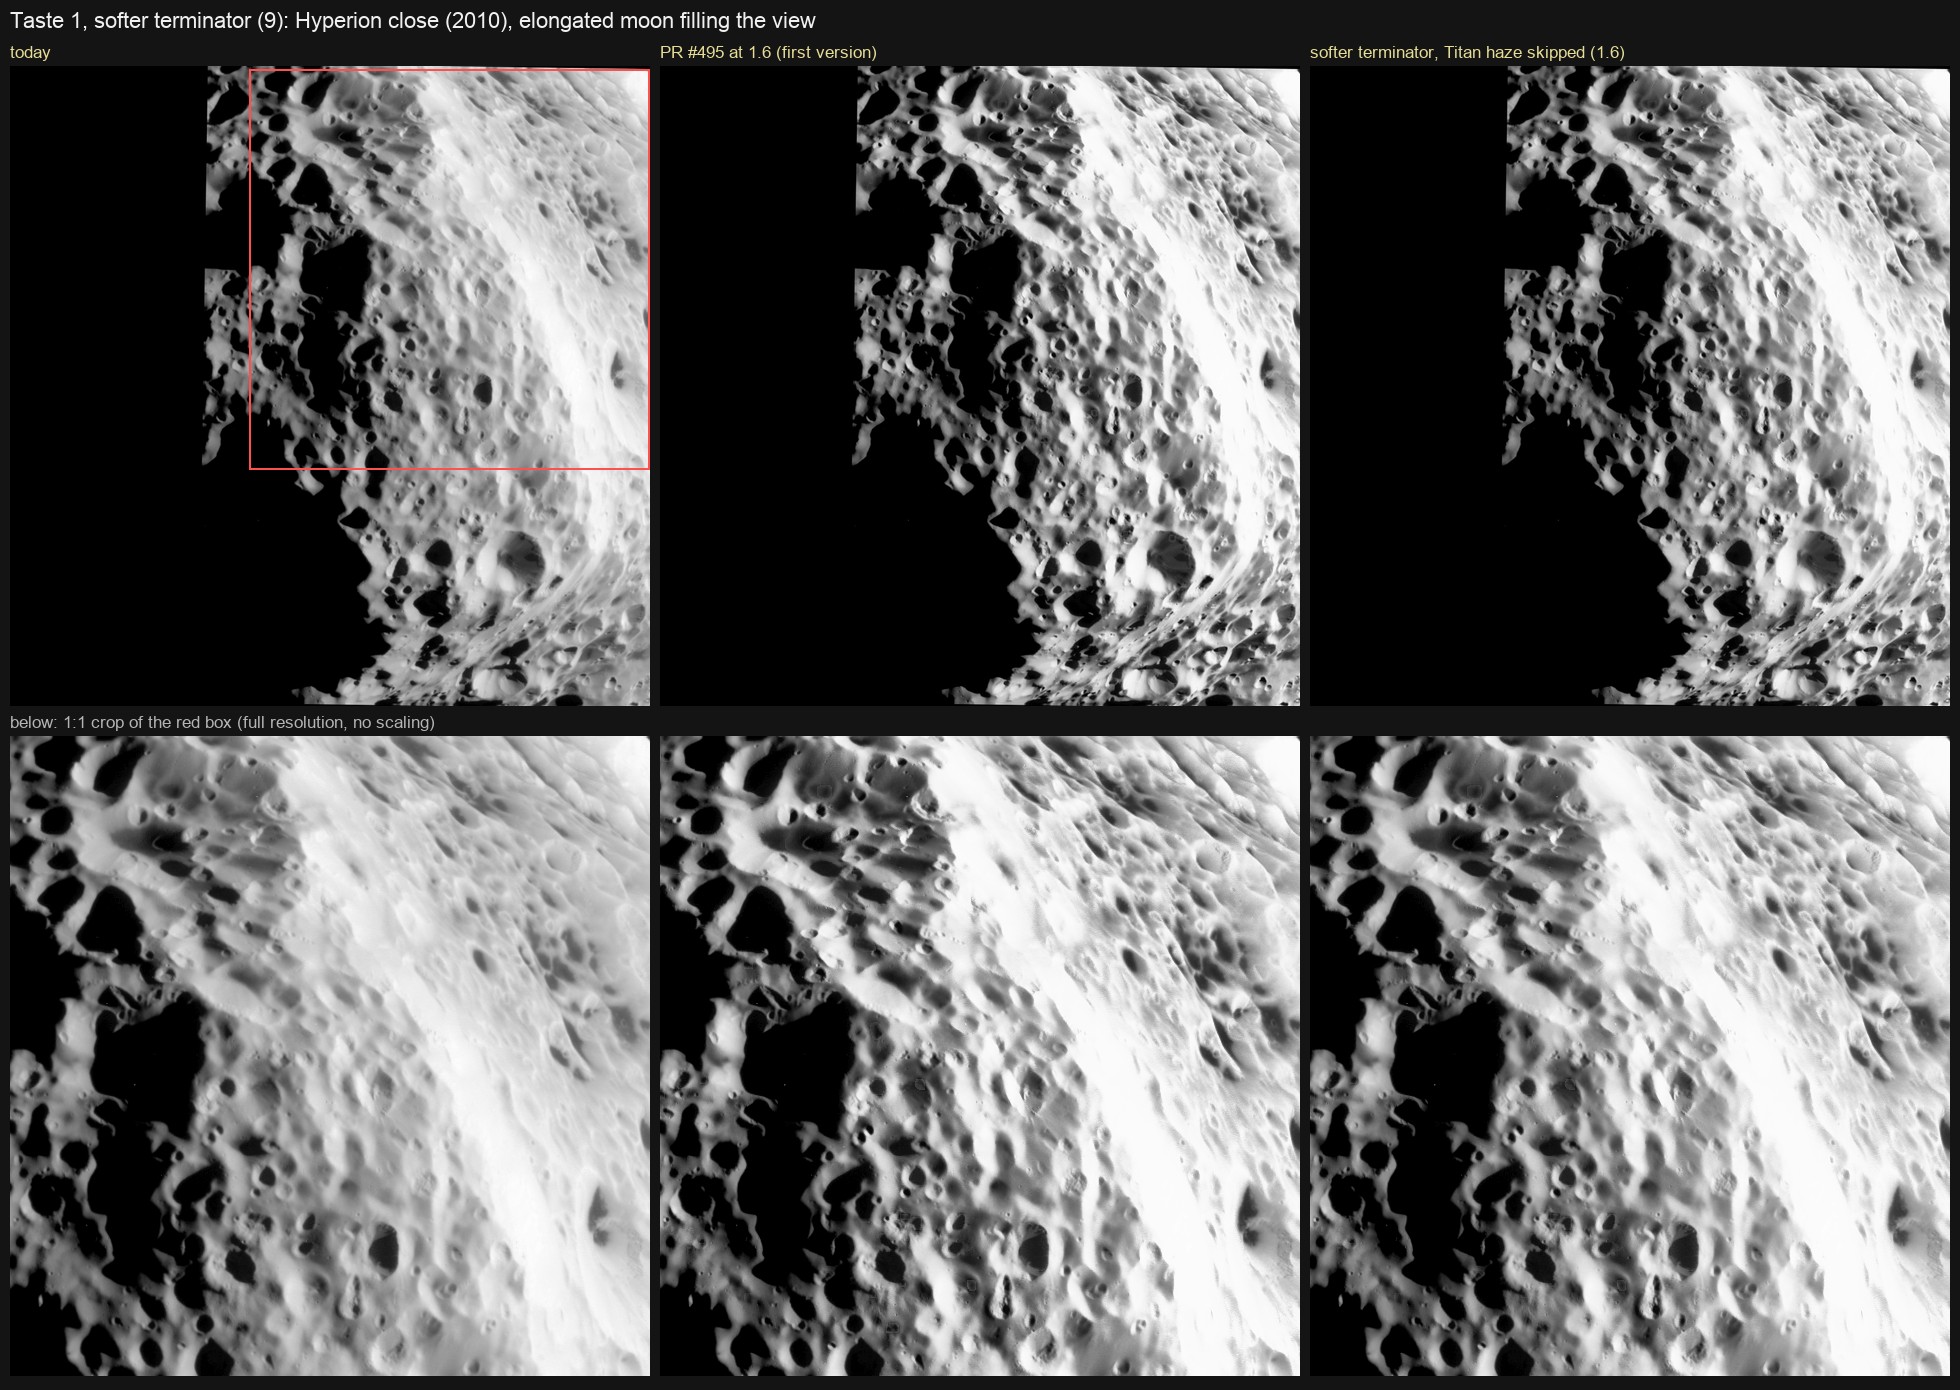 Taste 1, softer terminator (9): Hyperion close (2010), elongated moon filling the view
today
PR #495 at 1.6 (first version)
softer terminator, Titan haze skipped (1.6)
below: 1:1 crop of the red box (full resolution, no scaling)